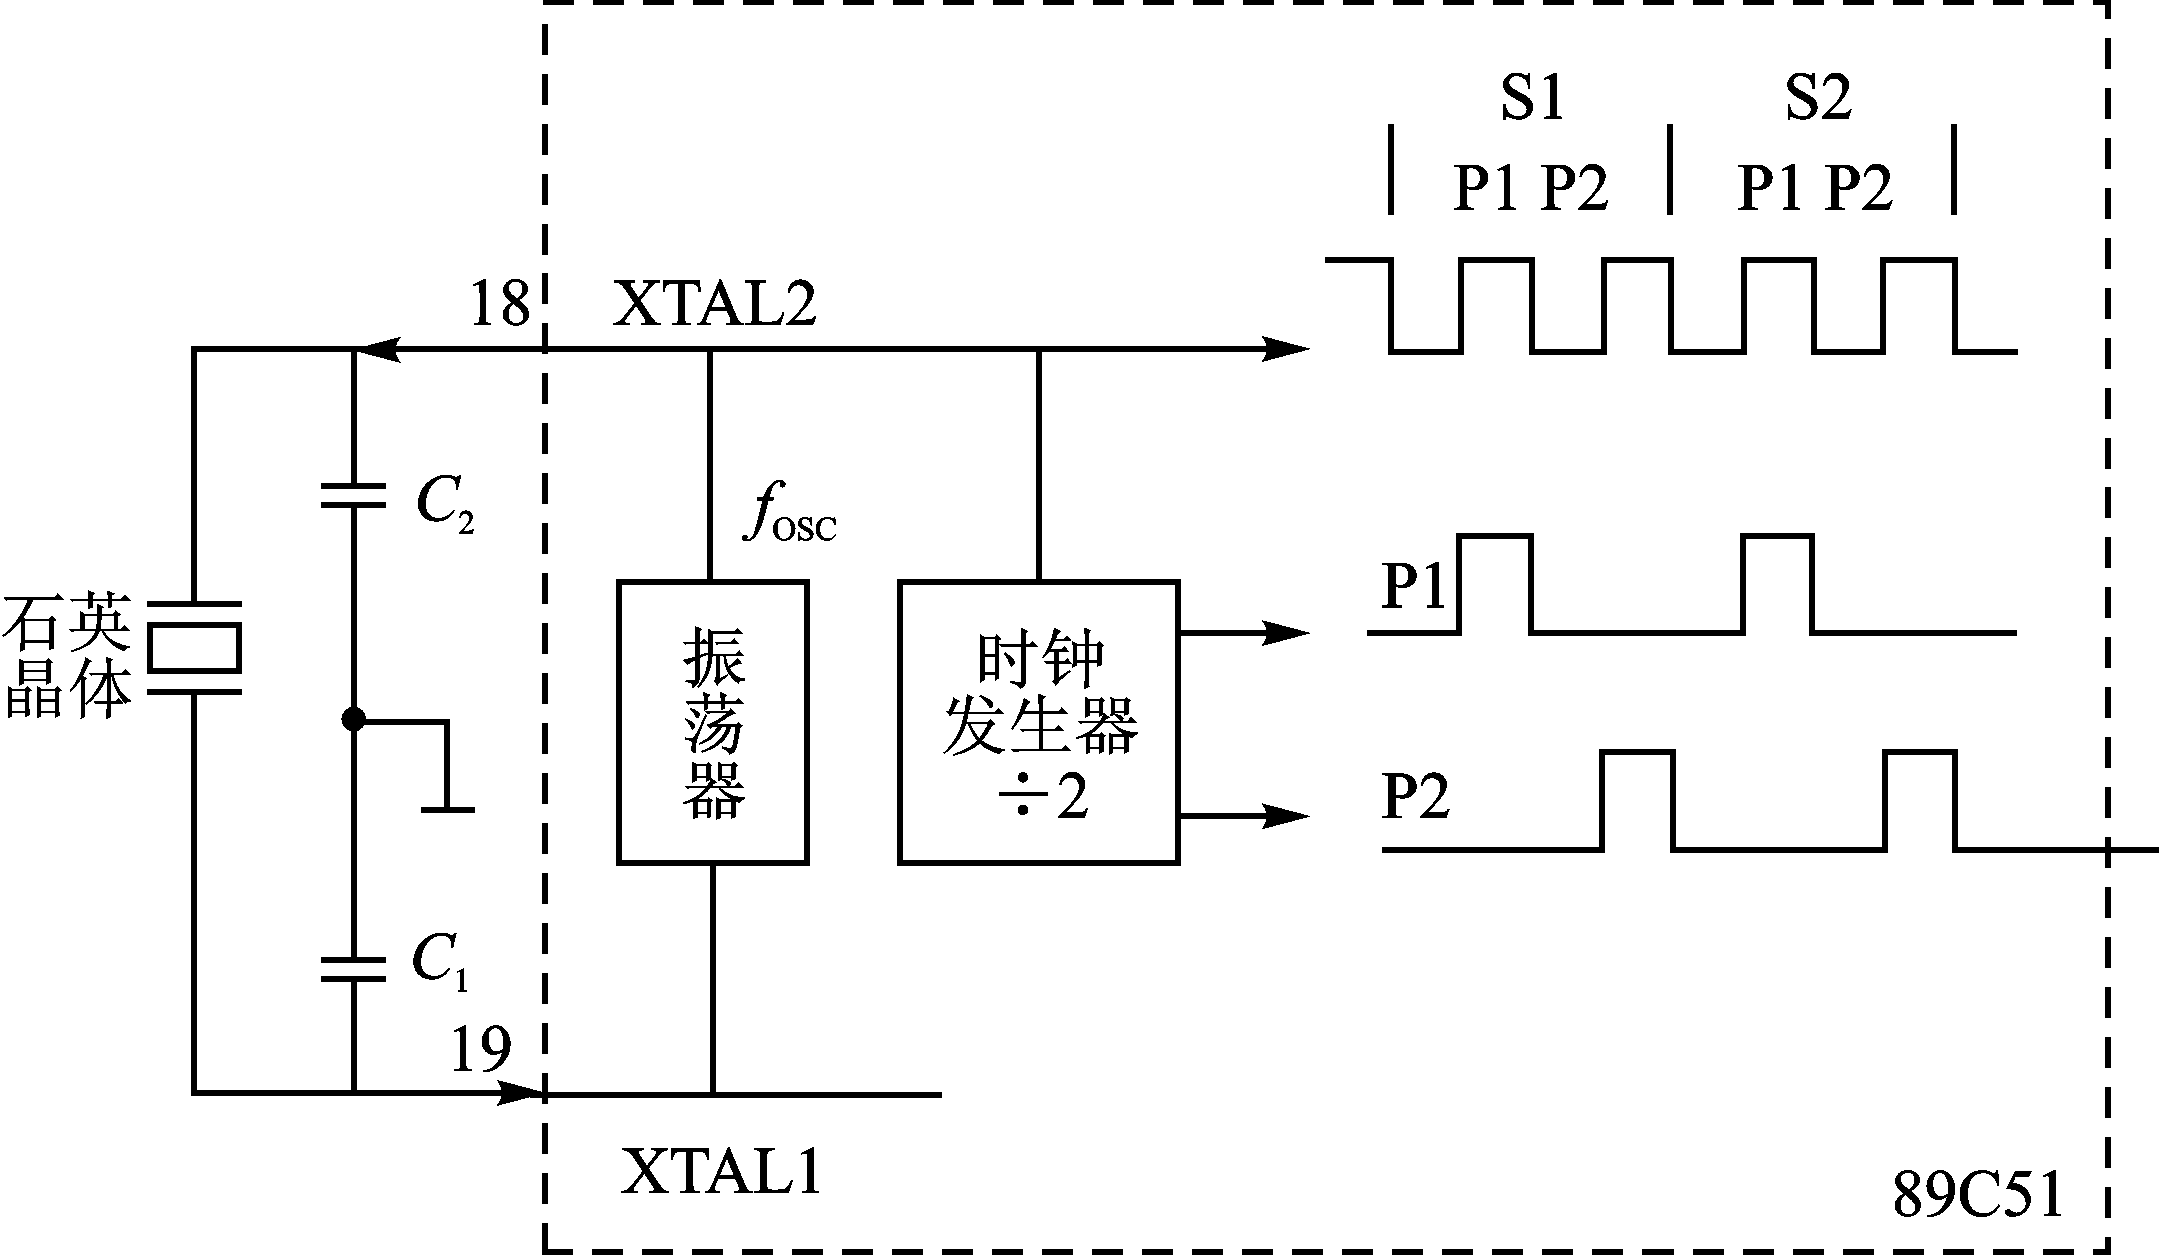 S1 S2
P1 P2 P1 P2
18 XTAL2
C2
fOSC
石英
晶体
振
荡
器
时钟
发生器
÷2
P1
P2
C1
19
XTAL1
89C51